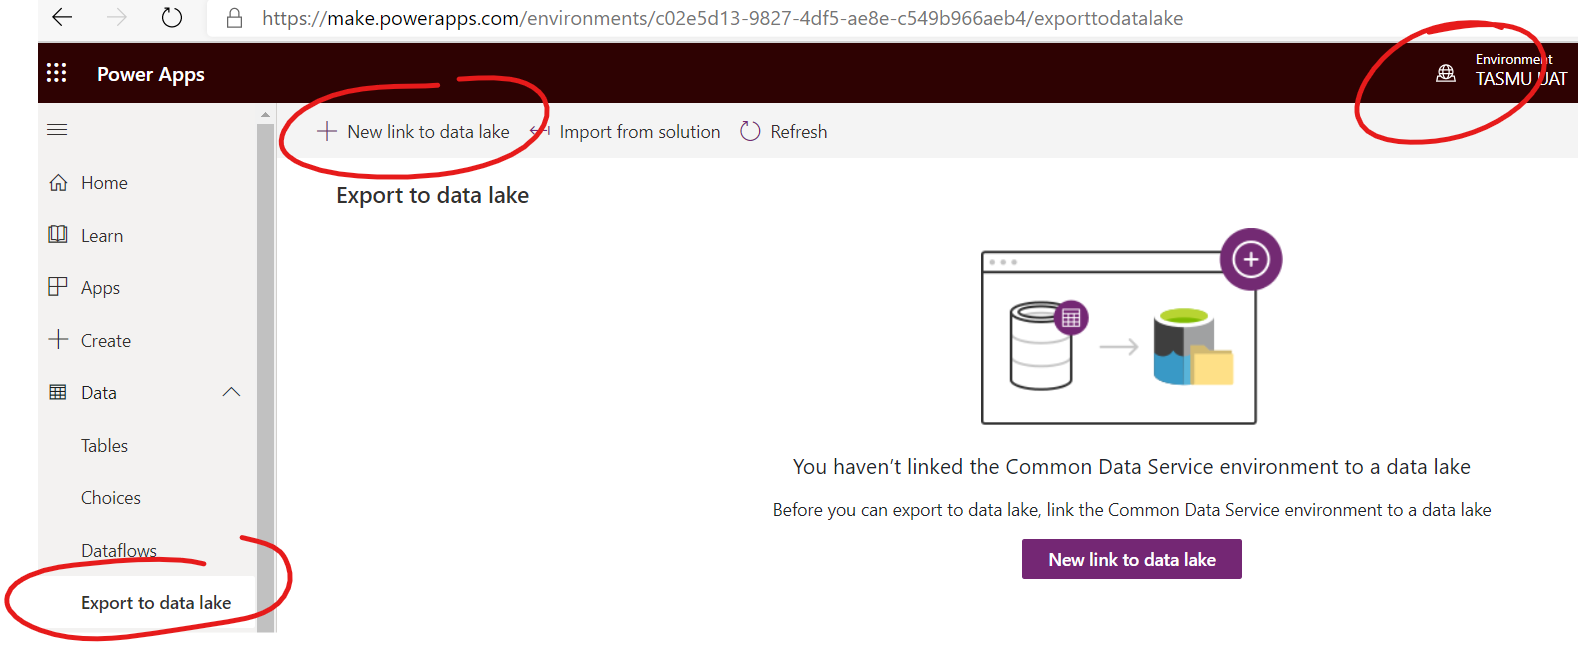 https://make.powerapps.com/environments/c02e5d13-9827-4df5-ae8e-c549b966aeb4/exporttodatalake
Power Apps
Environment
TASMU UAT
New link to data lake
Import from solution
Refresh
Home
Learn
Apps
Create
Data
Tables
Choices
Dataflows
Export to data lake
Export to data lake
You haven’t linked the Common Data Service environment to a data lake
Before you can export to data lake, link the Common Data Service environment to a data lake
New link to data lake